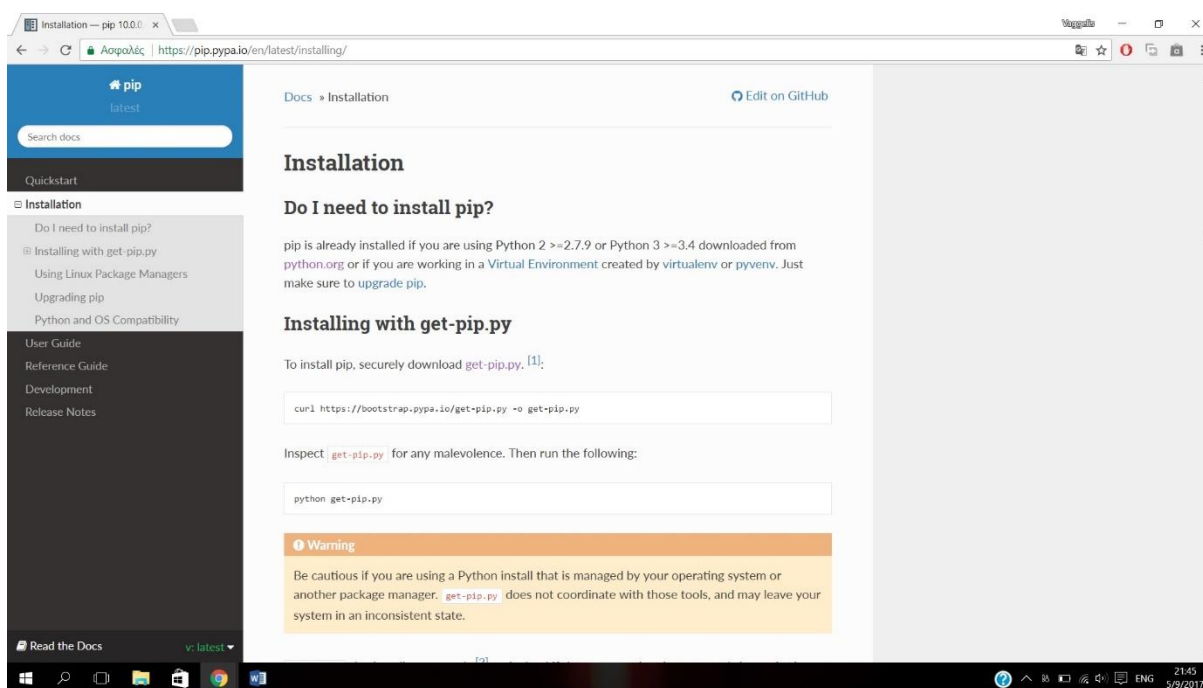 Installation — pip 10.0.0
Vaggelis
Ασφαλές | https://pip.pypa.io/en/latest/installing/
pip
latest
Search docs
Quickstart
Installation
Do I need to install pip?
Installing with get-pip.py
Using Linux Package Managers
Upgrading pip
Python and OS Compatibility
User Guide
Reference Guide
Development
Release Notes
Read the Docs
v: latest
Docs » Installation
Edit on GitHub
Installation
Do I need to install pip?
pip is already installed if you are using Python 2 >=2.7.9 or Python 3 >=3.4 downloaded from
python.org or if you are working in a Virtual Environment created by virtualenv or pyvenv. Just
make sure to upgrade pip.
Installing with get-pip.py
To install pip, securely download get-pip.py. [1]:
curl https://bootstrap.pypa.io/get-pip.py -o get-pip.py
Inspect get-pip.py for any malevolence. Then run the following:
python get-pip.py
Warning
Be cautious if you are using a Python install that is managed by your operating system or
another package manager. get-pip.py does not coordinate with those tools, and may leave your
system in an inconsistent state.
[2]
ENG
21:45
5/9/2017